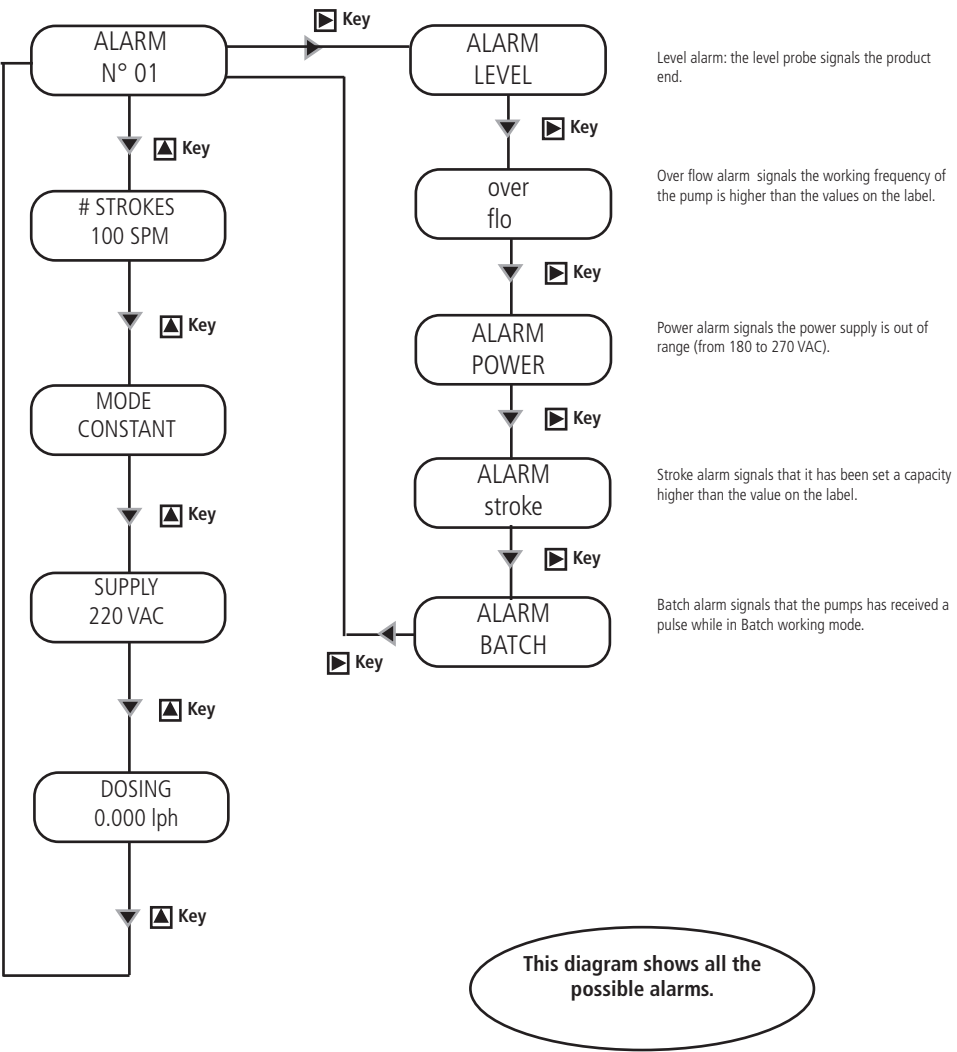 Key
ALARM
N° 01
ALARM
LEVEL
Level alarm: the level probe signals the product
end.
Key
Key
# STROKES
100 SPM
over
flo
Over flow alarm signals the working frequency of
the pump is higher than the values on the label.
Key
Key
ALARM
POWER
Power alarm signals the power supply is out of
range (from 180 to 270 VAC).
MODE
CONSTANT
Key
ALARM
stroke
Stroke alarm signals that it has been set a capacity
higher than the value on the label.
Key
Key
SUPPLY
220 VAC
ALARM
BATCH
Batch alarm signals that the pumps has received a
pulse while in Batch working mode.
Key
Key
DOSING
0.000 lph
Key
This diagram shows all the
possible alarms.